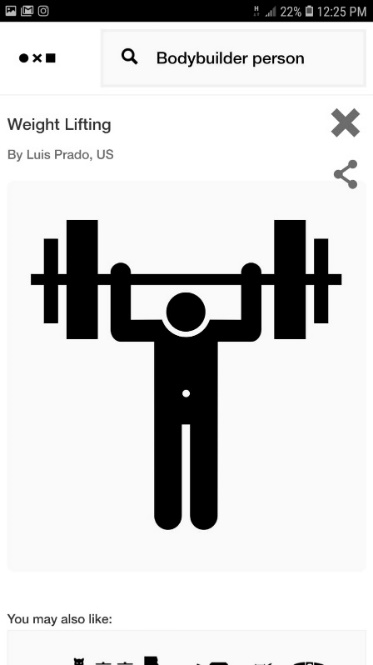 22% 12:25 PM
Bodybuilder person
Weight Lifting
By Luis Prado, US
You may also like: